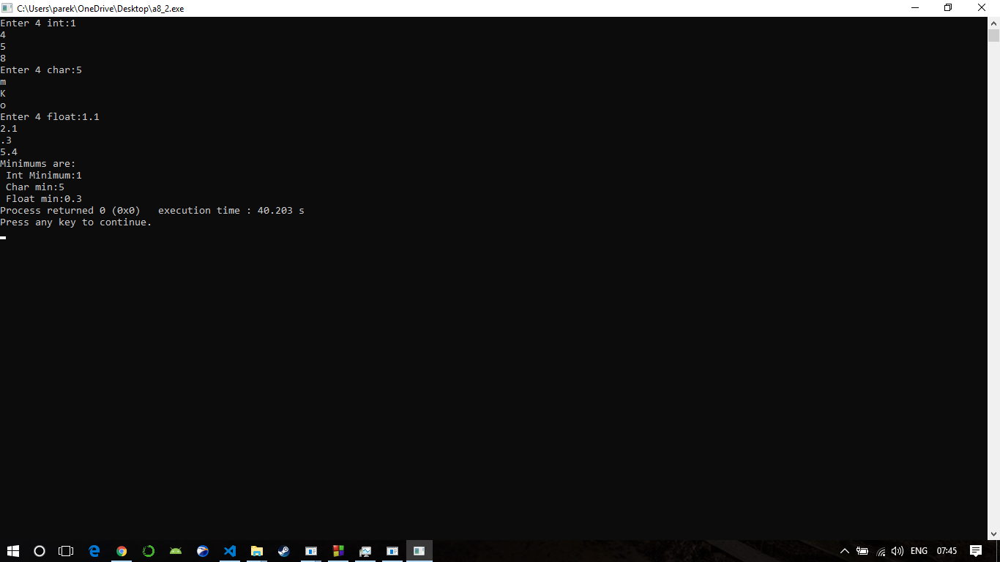 C:\Users\parek\OneDrive\Desktop\a8_2.exe
Enter 4 int:1
4
5
8
Enter 4 char:5
m
K
o
Enter 4 float:1.1
2.1
.3
5.4
Minimums are:
 Int Minimum:1
 Char min:5
 Float min:0.3
Process returned 0 (0x0)   execution time : 40.203 s
Press any key to continue.
ENG 07:45